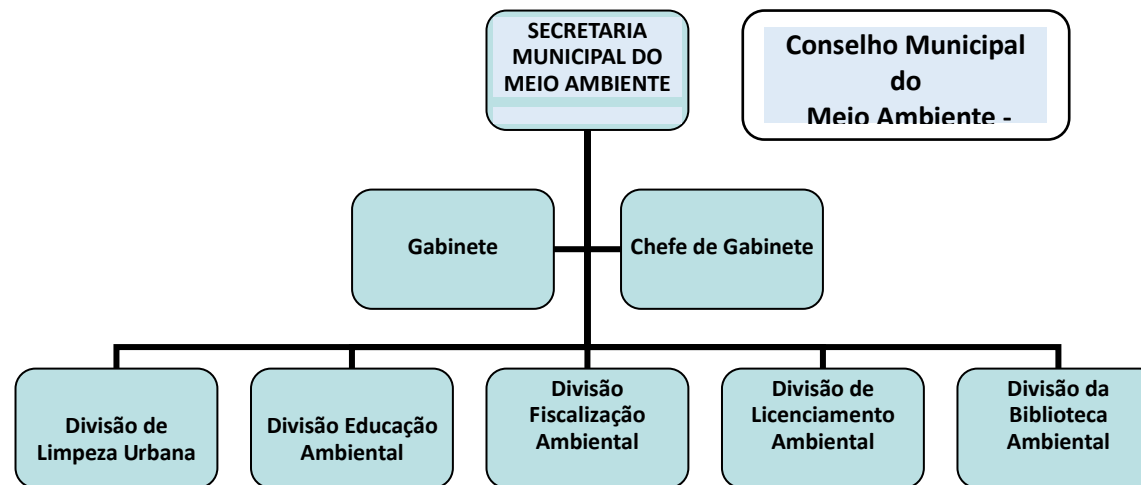 SECRETARIA
MUNICIPAL DO
MEIO AMBIENTE
Conselho Municipal
do
Meio Ambiente -
Gabinete
Chefe de Gabinete
Divisão de
Limpeza Urbana
Divisão Educação
Ambiental
Divisão
Fiscalização
Ambiental
Divisão de
Licenciamento
Ambiental
Divisão da
Biblioteca
Ambiental